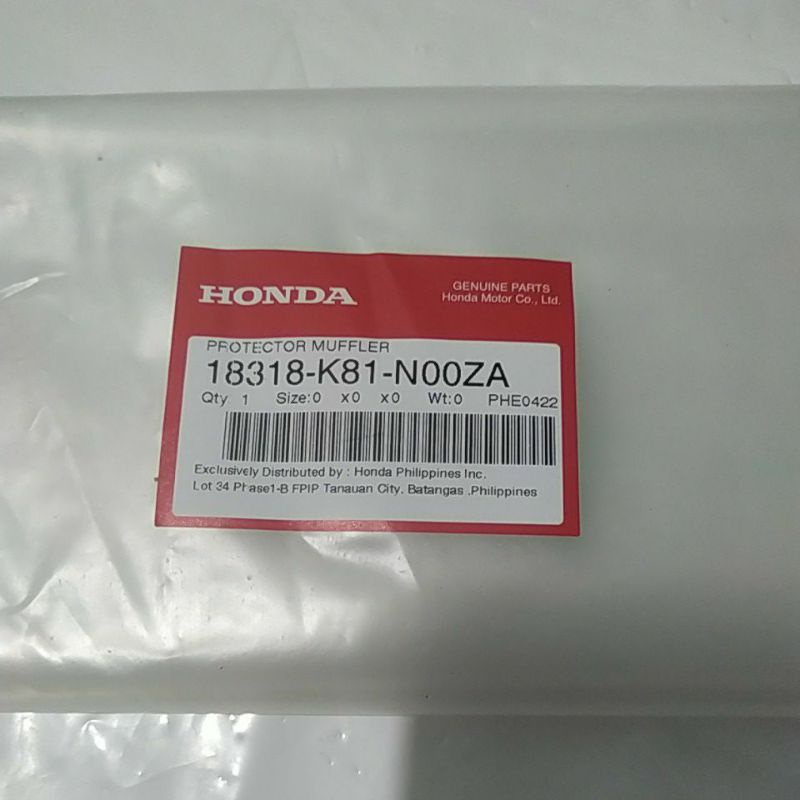 HONDA
GENUINE PARTS
Honda Motor Co., Ltd.
PROTECTOR MUFFLER
18318-K81-N00ZA
Qty 1 Size:0 x0 x0 Wt:0 PHE0422
Exclusively Distributed by : Honda Philippines Inc.
Lot 34 Phase1-B FPIP Tanauan City. Batangas .Philippines